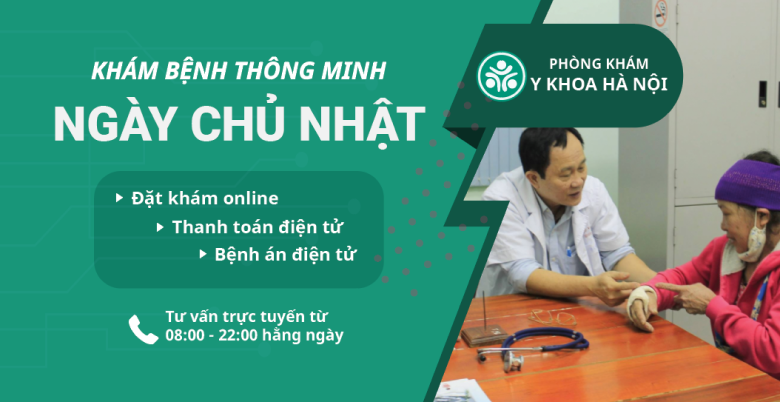 KHÁM BỆNH THÔNG MINH
NGÀY CHỦ NHẬT
Đặt khám online
Thanh toán điện tử
Bệnh án điện tử
Tư vấn trực tuyến từ
08:00 - 22:00 hằng ngày
PHÒNG KHÁM
Y KHOA HÀ NỘI